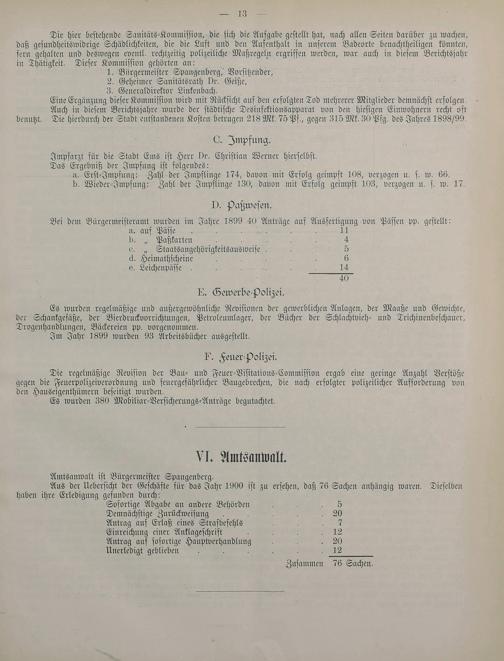 — 13 —
Die hier bestehende Sanitäts-Kommission, die sich die Aufgabe gestellt hat, nach allen Seiten darüber zu wachen,
daß gesundheitswidrige Schädlichkeiten, die die Luft und den Aufenthalt in unserem Badeorte benachtheiligen könnten,
fern gehalten und deswegen event. rechtzeitig polizeiliche Maßregeln ergriffen werden, war auch in diesem Berichtsjahr
in Thätigkeit. Dieser Kommission gehörten an:
1. Bürgermeister Spangenberg, Vorsitzender,
2. Geheimer Sanitätsrath Dr. Geiße,
3. Generaldirektor Linkenbach.
Eine Ergänzung dieser Kommission wird mit Rücksicht auf den erfolgten Tod mehrerer Mitglieder demnächst erfolgen.
Auch in diesem Berichtsjahre wurde der städtische Desinfektionsapparat von den hiesigen Einwohnern recht oft
benutzt. Die hierdurch der Stadt entstandenen Kosten betrugen 218 Mk. 75 Pf., gegen 315 Mk. 30 Pfg. des Jahres 1898/99.
C. Impfung.
Impfarzt für die Stadt Ems ist Herr Dr. Christian Werner hierselbst.
Das Ergebniß der Impfung ist folgendes:
a. Erst-Impfung: Zahl der Impflinge 174, davon mit Erfolg geimpft 108, verzogen u. s. w. 66.
b. Wieder-Impfung: Zahl der Impflinge 130, davon mit Erfolg geimpft 103, verzogen u. s. w. 17.
D. Paßwesen.
Bei dem Bürgermeisteramt wurden im Jahre 1899 40 Anträge auf Ausfertigung von Pässen pp. gestellt:
a. auf Pässe . . . . . 11
b. „ Paßkarten . . . . 4
c. „ Staatsangehörigkeitsausweise . . . 5
d. Heimathscheine . . . . 6
e. Leichenpässe . . . . . 14
40
E. Gewerbe-Polizei.
Es wurden regelmäßige und außergewöhnliche Revisionen der gewerblichen Anlagen, der Maaße und Gewichte,
der Schankgefäße, der Bierdruckvorrichtungen, Petroleumlager, der Bücher der Schlachtvieh- und Trichinenbeschauer,
Drogenhandlungen, Bäckereien pp. vorgenommen.
Im Jahr 1899 wurden 93 Arbeitsbücher ausgestellt.
F. Feuer-Polizei.
Die regelmäßige Revision der Bau- und Feuer-Visitations-Commission ergab eine geringe Anzahl Verstöße
gegen die Feuerpolizeiverordnung und feuergefährlicher Baugebrechen, die nach erfolgter polizeilicher Aufforderung von
den Hauseigenthümern beseitigt wurden.
Es wurden 380 Mobiliar-Versicherungs-Anträge begutachtet.
VI. Amtsanwalt.
Amtsanwalt ist Bürgermeister Spangenberg.
Aus der Uebersicht der Geschäfte für das Jahr 1900 ist zu ersehen, daß 76 Sachen anhängig waren. Dieselben
haben ihre Erledigung gefunden durch:
Sofortige Abgabe an andere Behörden . . . 5
Demnächstige Zurückweisung . . . . 20
Antrag auf Erlaß eines Strafbefehls . . . 7
Einreichung einer Anklageschrift . . . 12
Antrag auf sofortige Hauptverhandlung . . . 20
Unerledigt geblieben . . . . 12
Zusammen 76 Sachen.